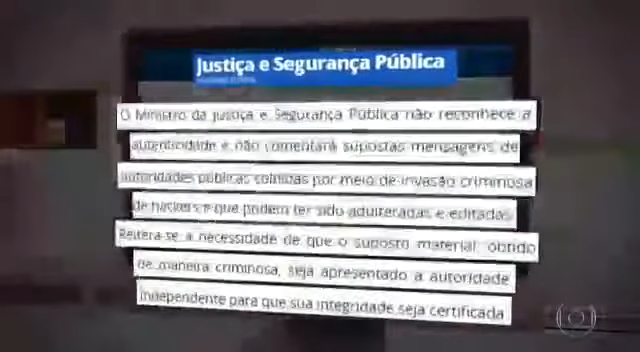 Justiça e Segurança Pública
O Ministro da Justiça e Segurança Pública não reconhece a
autenticidade e não comentará supostas mensagens de
autoridades públicas colhidas por meio de invasão criminosa
de hackers e que podem ter sido adulteradas e editadas
Reitera-se a necessidade de que o suposto material, obtido
de maneira criminosa, seja apresentado a autoridade
independente para que sua integridade seja certificada